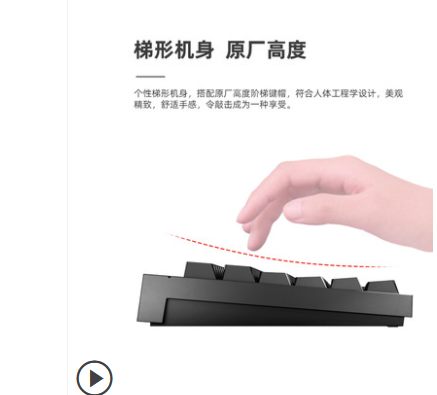 梯形机身 原厂高度
个性梯形机身，搭配原厂高度阶梯键帽，符合人体工程学设计，美观
精致，舒适手感，令敲击成为一种享受。